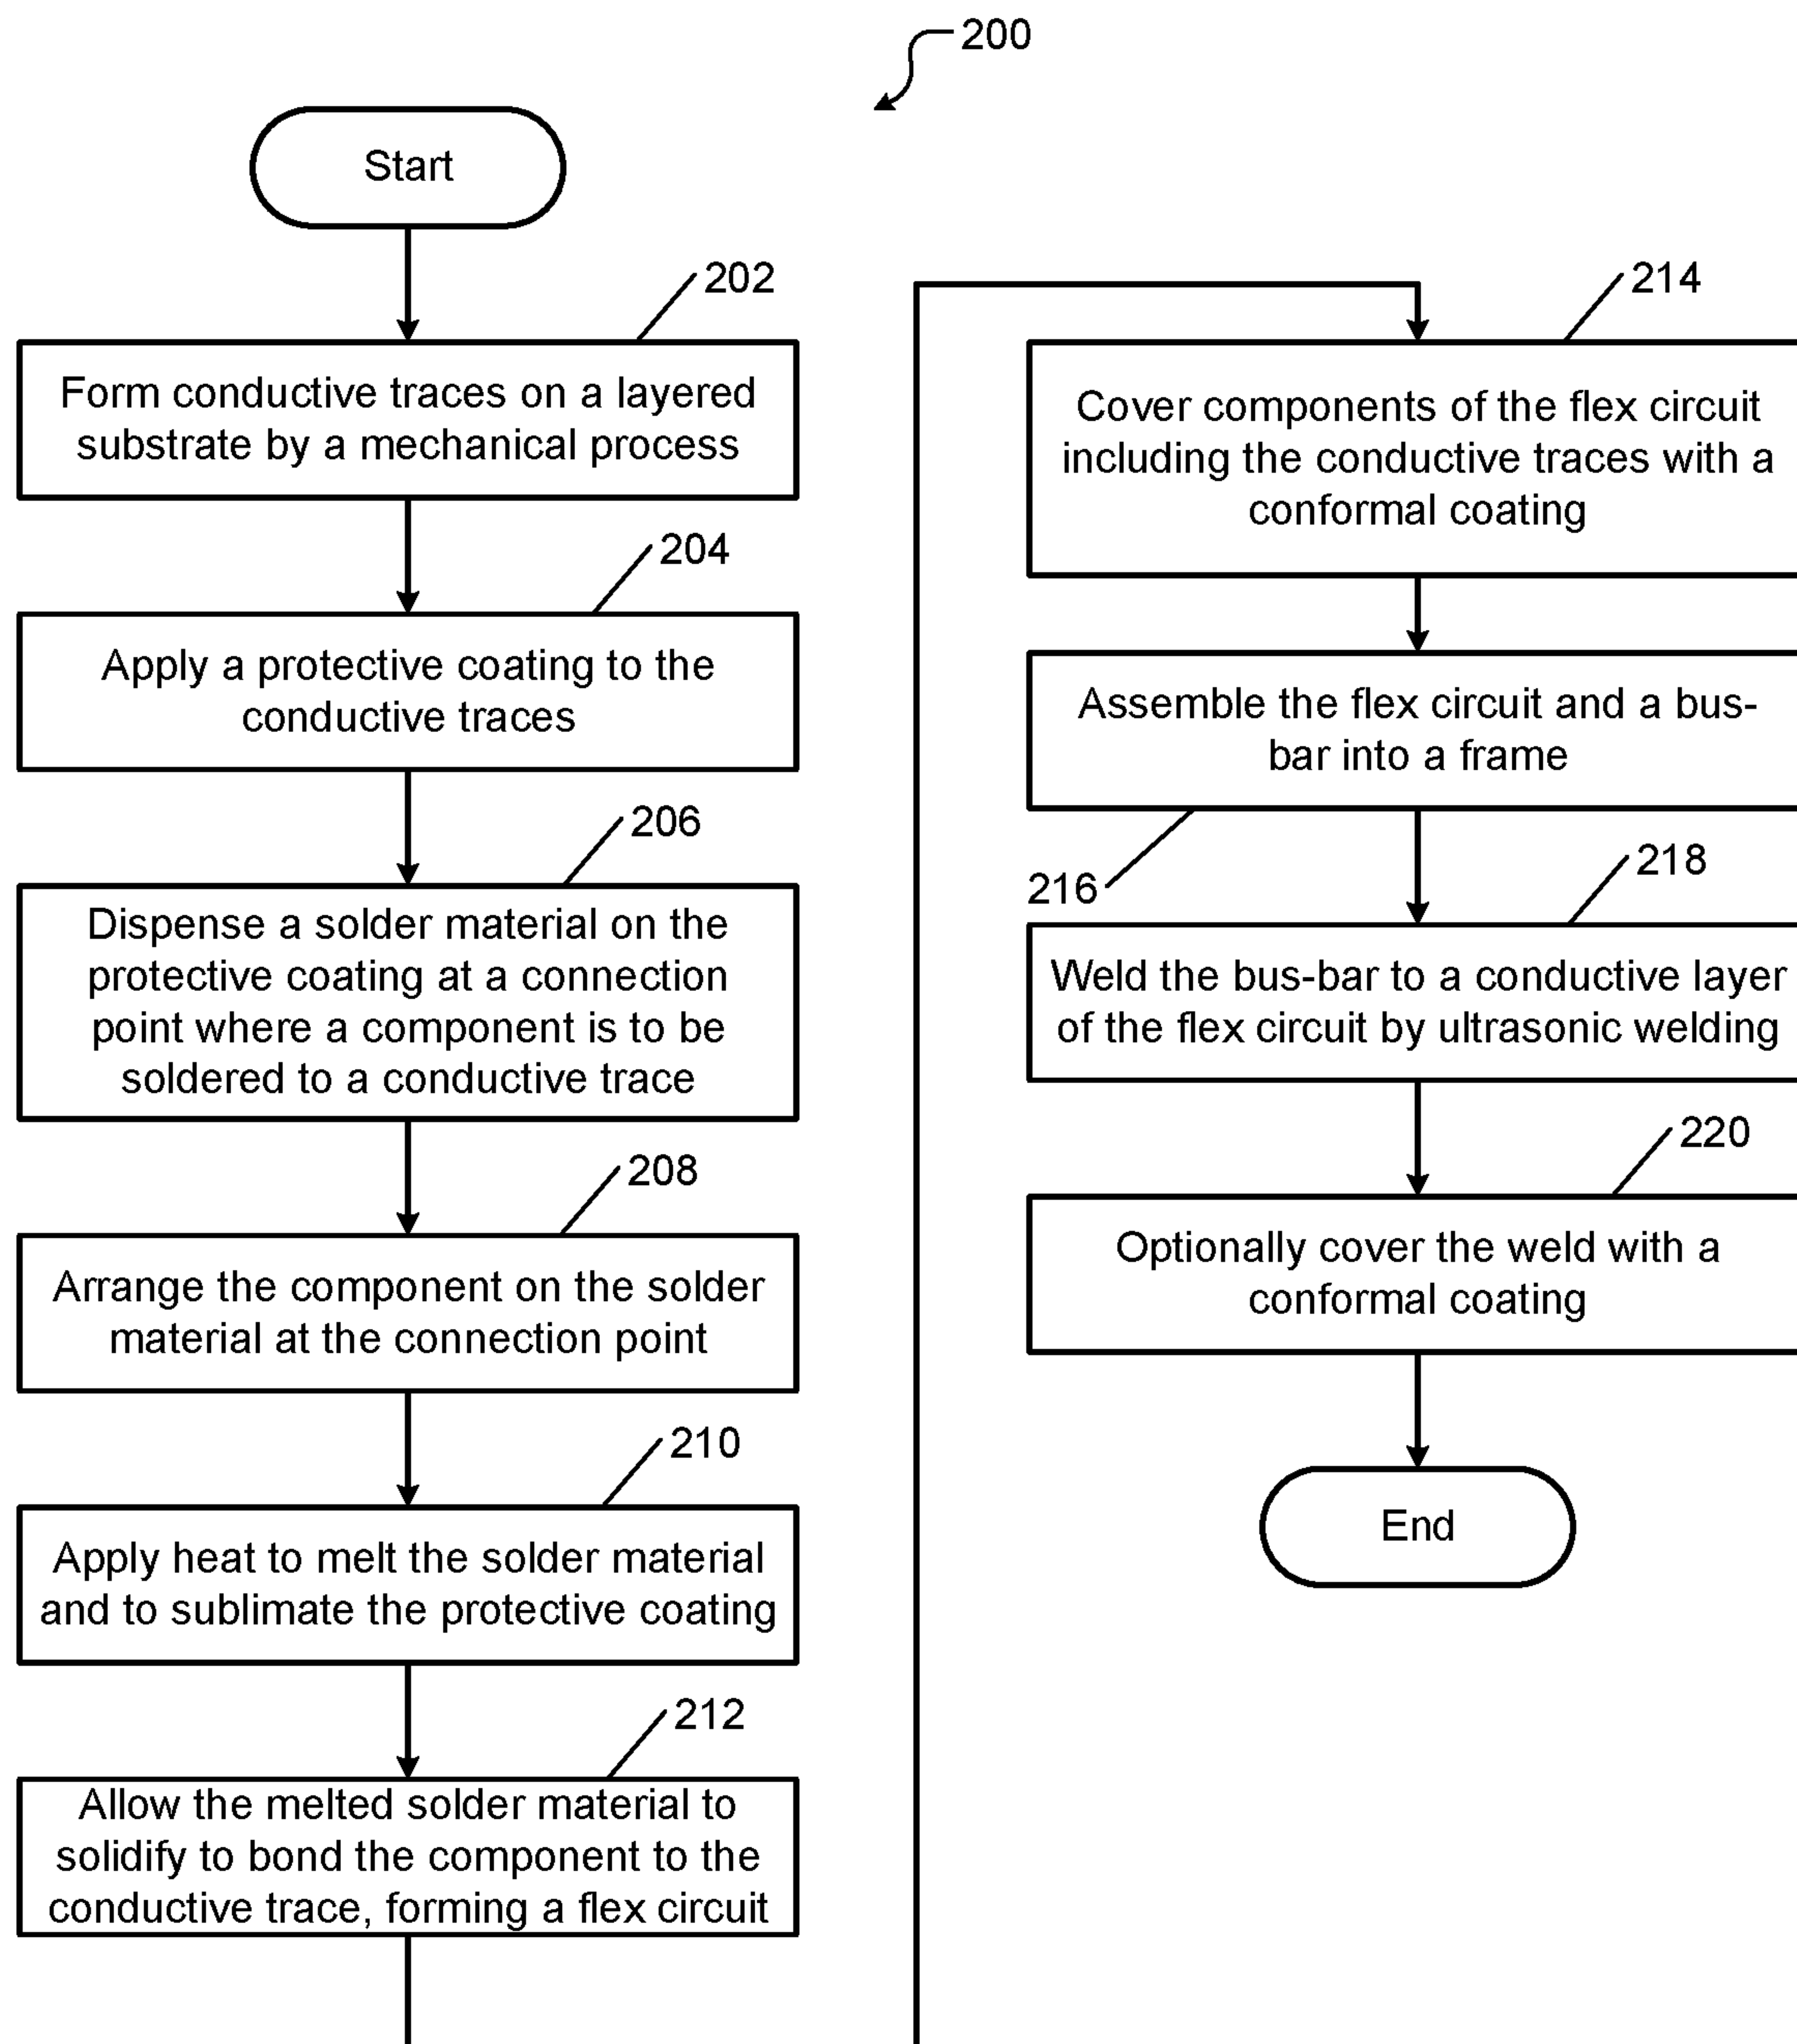 200
Start
202
Form conductive traces on a layered
substrate by a mechanical process
204
Apply a protective coating to the
conductive traces
206
Dispense a solder material on the
protective coating at a connection
point where a component is to be
soldered to a conductive trace
208
Arrange the component on the solder
material at the connection point
210
Apply heat to melt the solder material
and to sublimate the protective coating
212
Allow the melted solder material to
solidify to bond the component to the
conductive trace, forming a flex circuit
214
Cover components of the flex circuit
including the conductive traces with a
conformal coating
Assemble the flex circuit and a bus-
bar into a frame
216
218
Weld the bus-bar to a conductive layer
of the flex circuit by ultrasonic welding
220
Optionally cover the weld with a
conformal coating
End